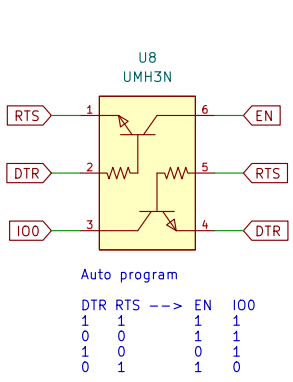 U8
UMH3N
RTS 1 6 EN
DTR 2 5 RTS
IO0 3 4 DTR
Auto program
DTR RTS --> EN IO0
1 1 1 1
0 0 1 1
1 0 0 1
0 1 1 0